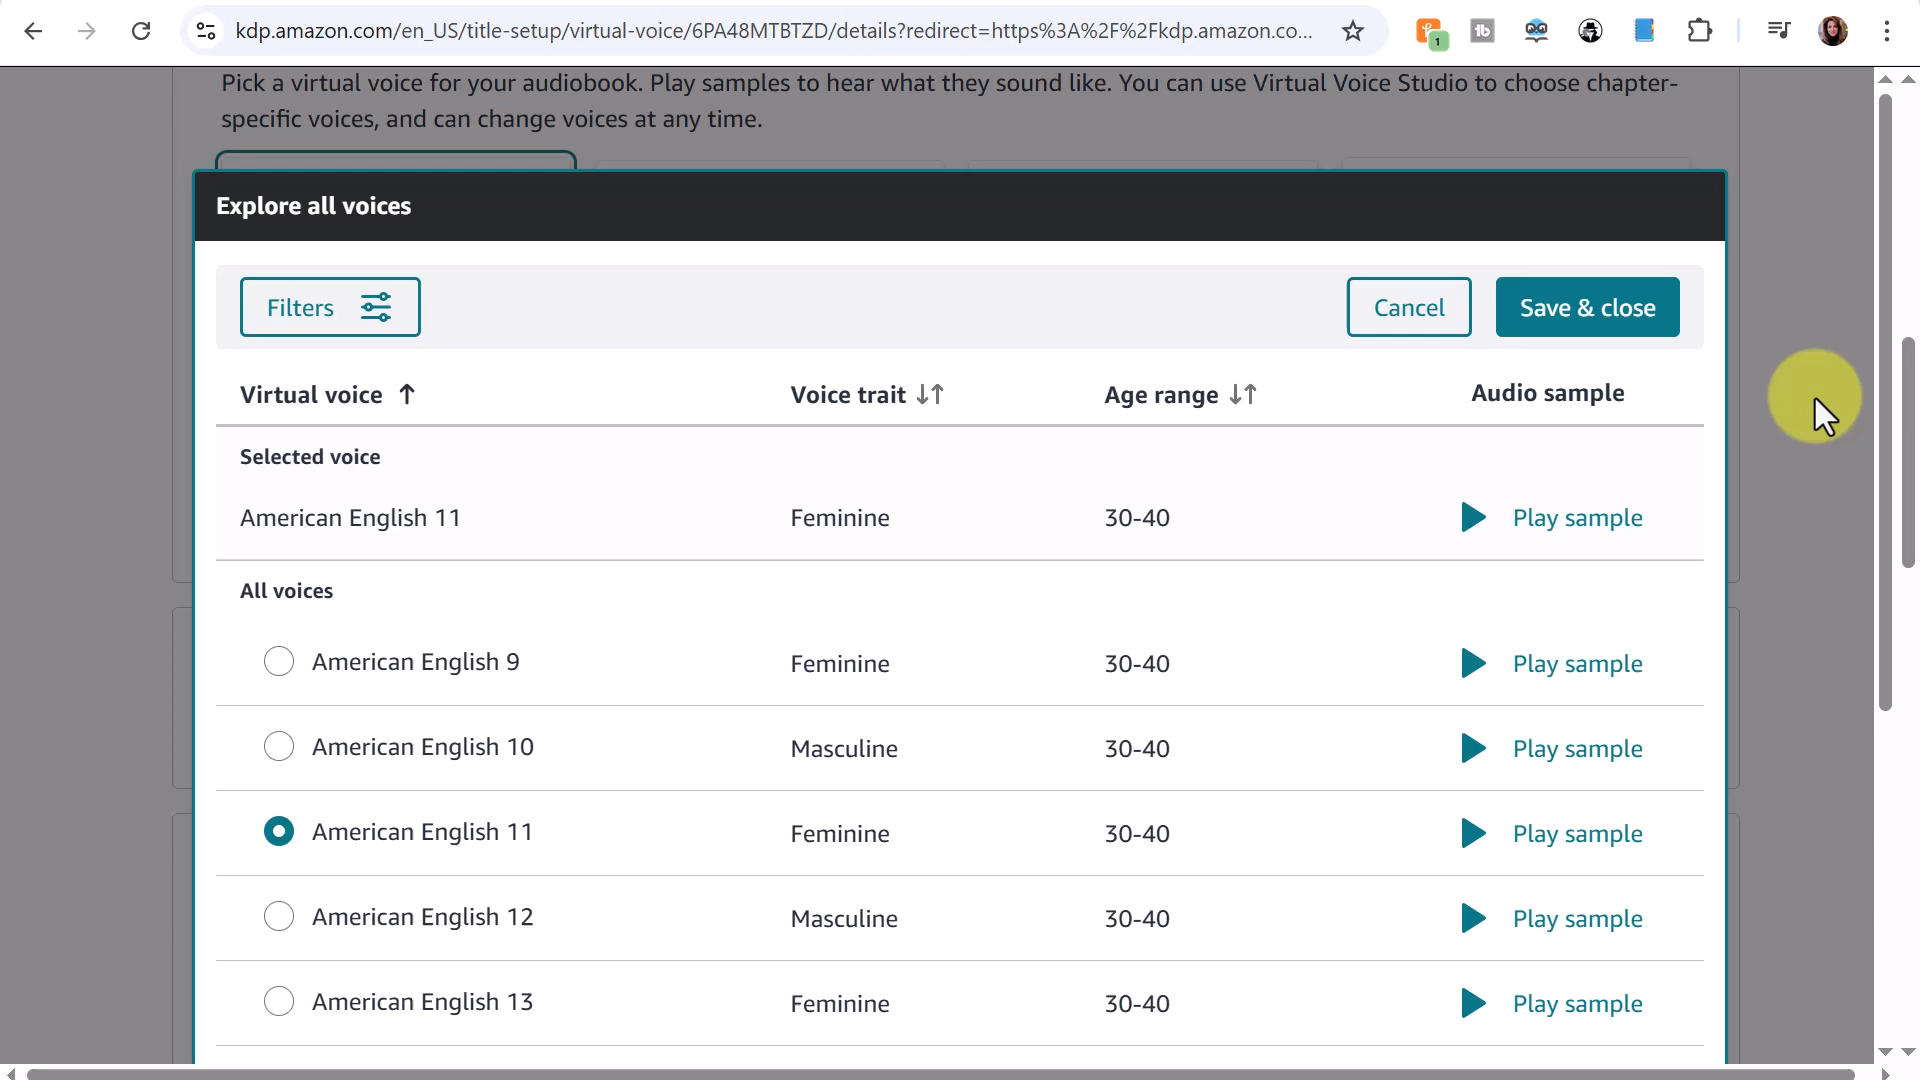 kdp.amazon.com/en_US/title-setup/virtual-voice/6PA48MTBTZD/details?redirect=https%3A%2F%2Fkdp.amazon.co...
1
Pick a virtual voice for your audiobook. Play samples to hear what they sound like. You can use Virtual Voice Studio to choose chapter-
specific voices, and can change voices at any time.
Explore all voices
Filters
Cancel
Save & close
Virtual voice
Voice trait
Age range
Audio sample
Selected voice
American English 11 Feminine 30-40 Play sample
All voices
American English 9 Feminine 30-40 Play sample
American English 10 Masculine 30-40 Play sample
American English 11 Feminine 30-40 Play sample
American English 12 Masculine 30-40 Play sample
American English 13 Feminine 30-40 Play sample